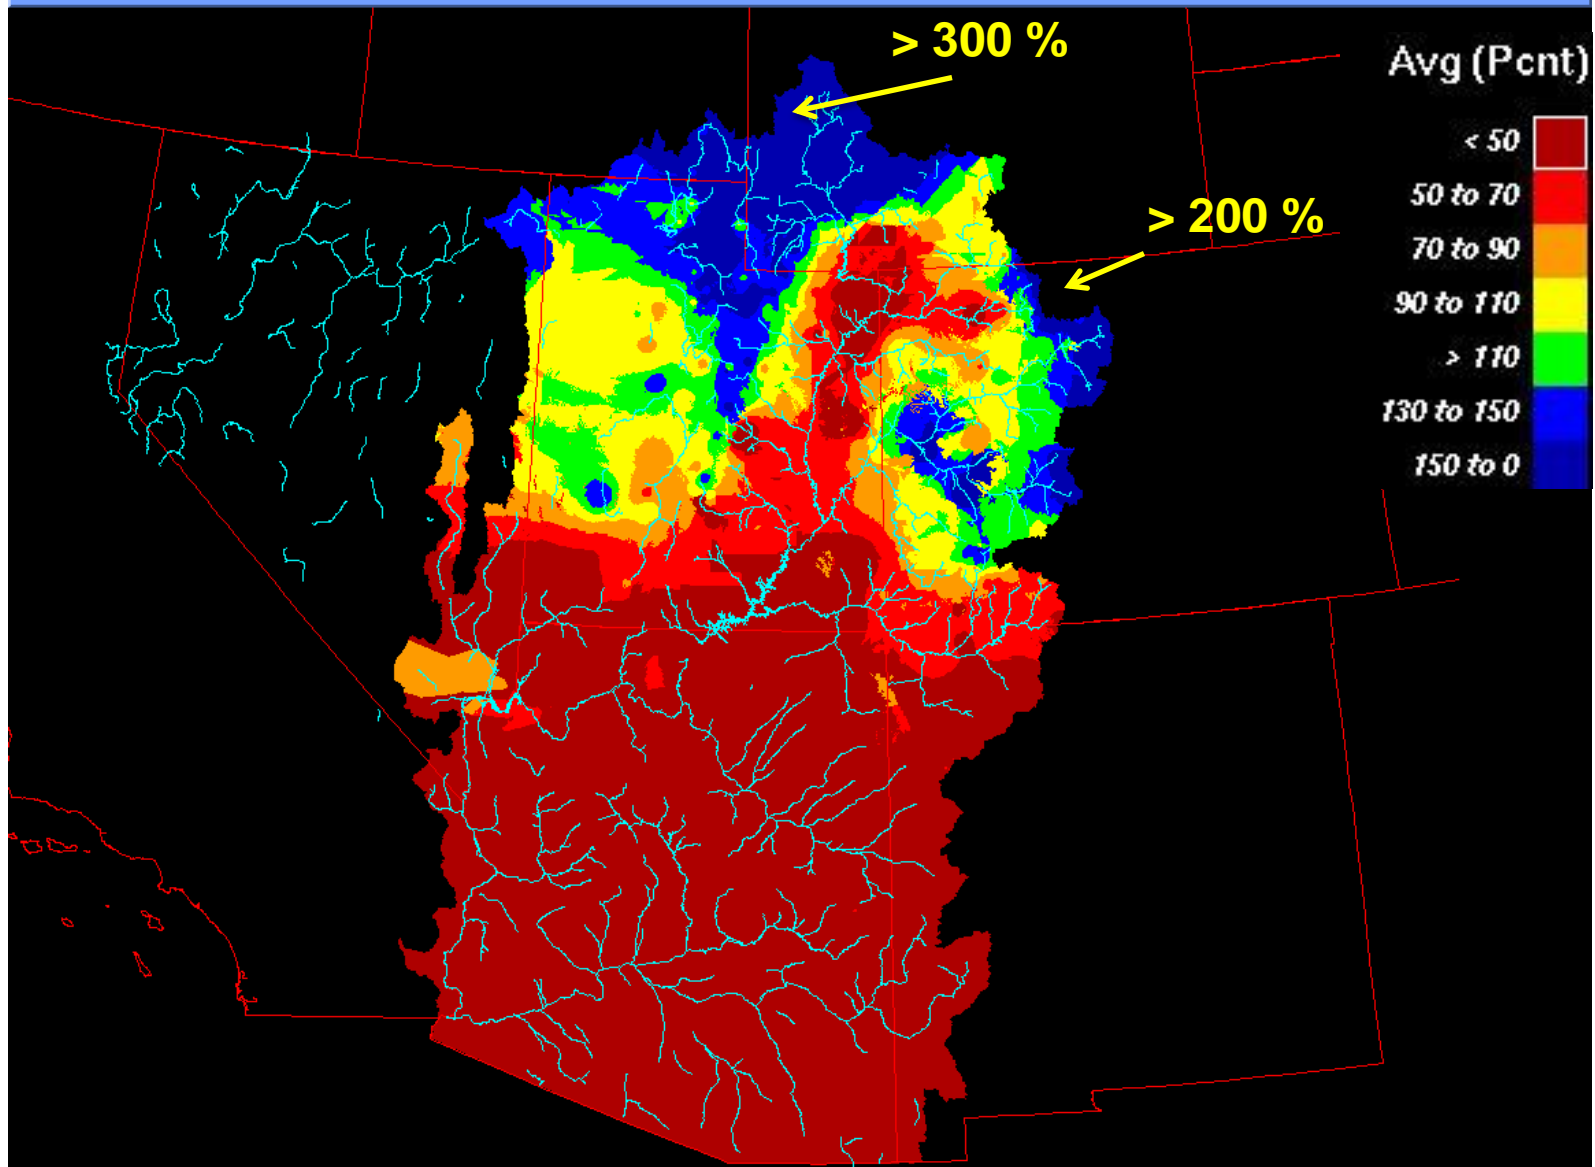 > 300 %
Avg (Pcnt)
< 50
50 to 70
> 200 %
70 to 90
90 to 110
> 110
130 to 150
150 to 0